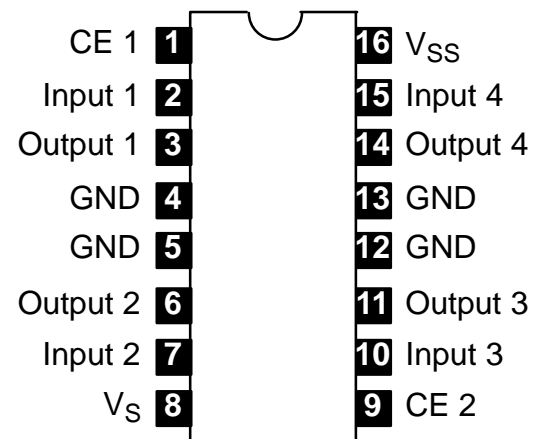 CE 1 1 16 V_SS
Input 1 2 15 Input 4
Output 1 3 14 Output 4
GND 4 13 GND
GND 5 12 GND
Output 2 6 11 Output 3
Input 2 7 10 Input 3
V_S 8 9 CE 2